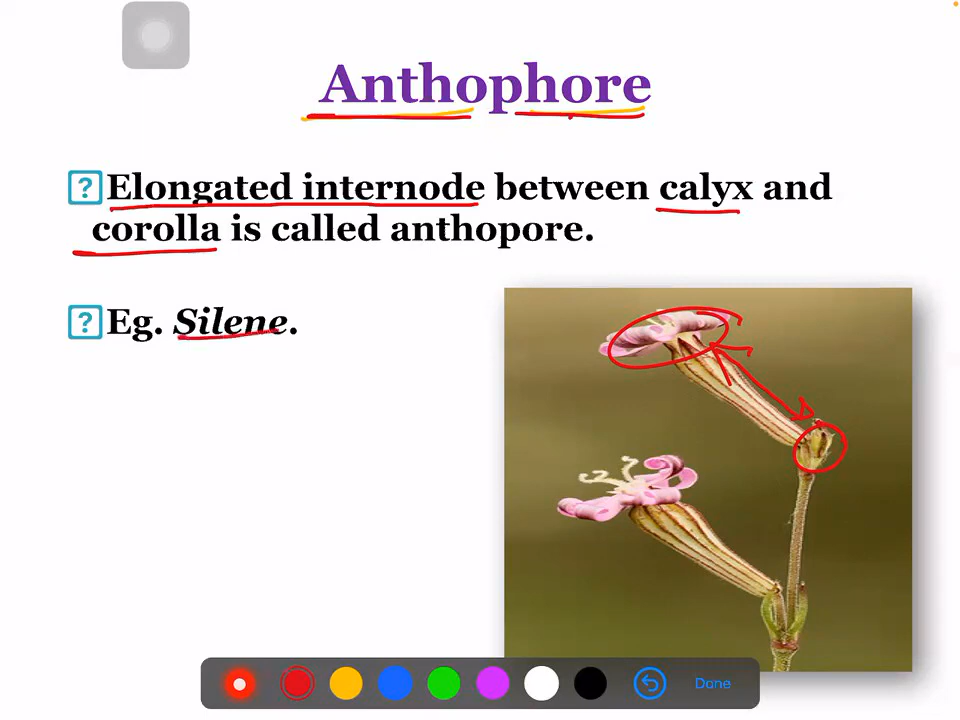 Anthophore
Elongated internode between calyx and
corolla is called anthopore.
Eg. Silene.
Done